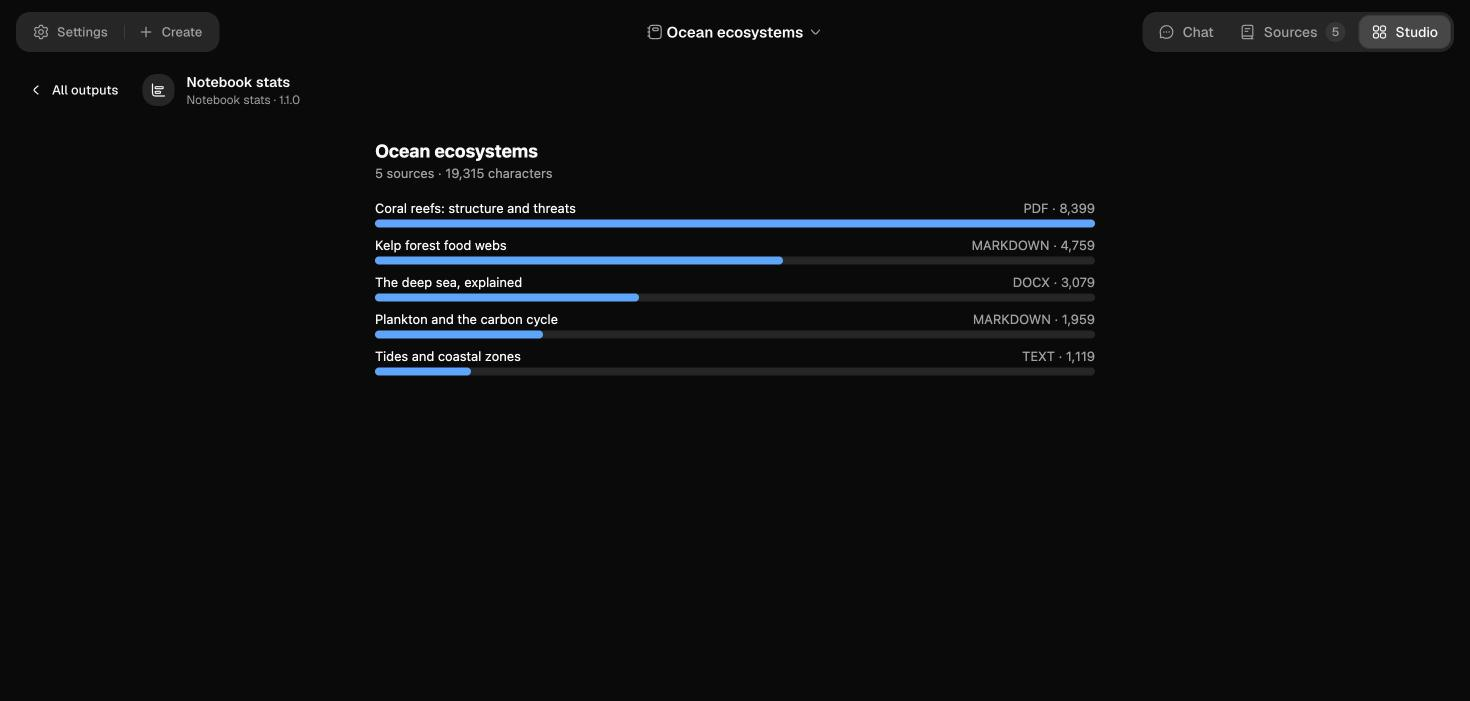 Settings
Create
Ocean ecosystems
Chat
Sources 5
Studio
All outputs
Notebook stats
Notebook stats · 1.1.0
Ocean ecosystems
5 sources · 19,315 characters
Coral reefs: structure and threats PDF · 8,399
Kelp forest food webs MARKDOWN · 4,759
The deep sea, explained DOCX · 3,079
Plankton and the carbon cycle MARKDOWN · 1,959
Tides and coastal zones TEXT · 1,119